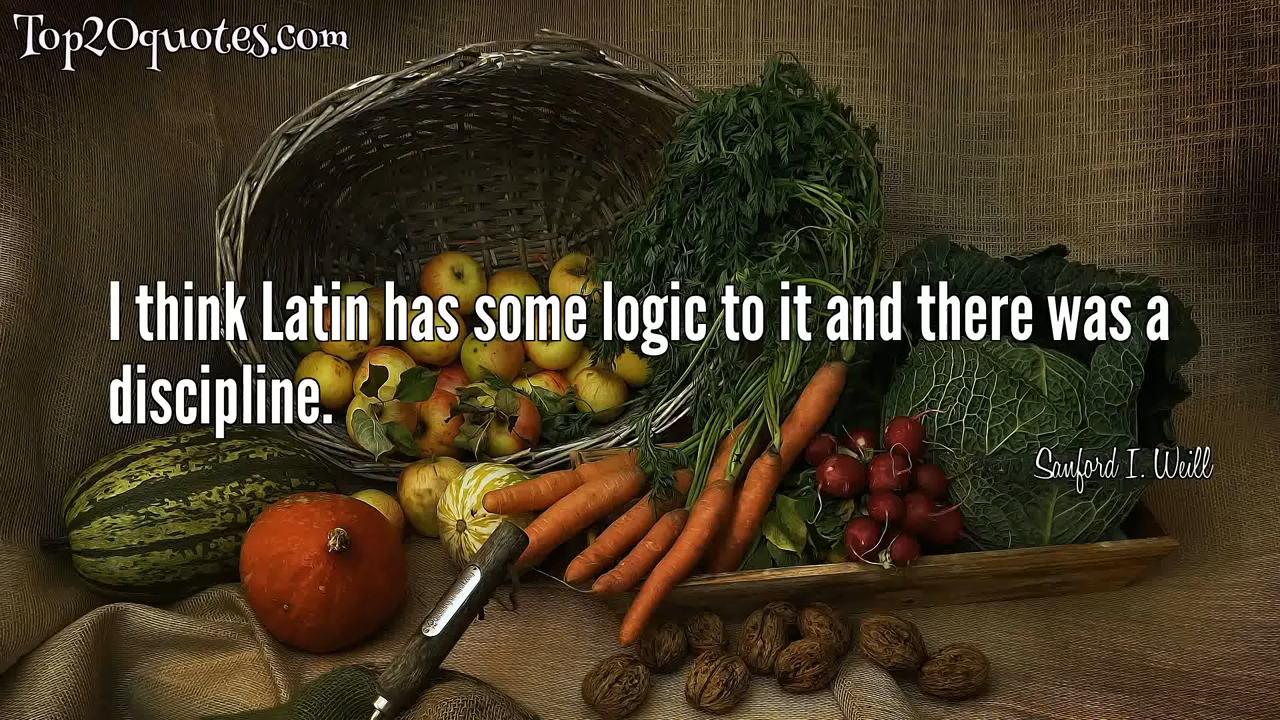 Top20quotes.com
I think Latin has some logic to it and there was a
discipline.
Sanford I. Weill